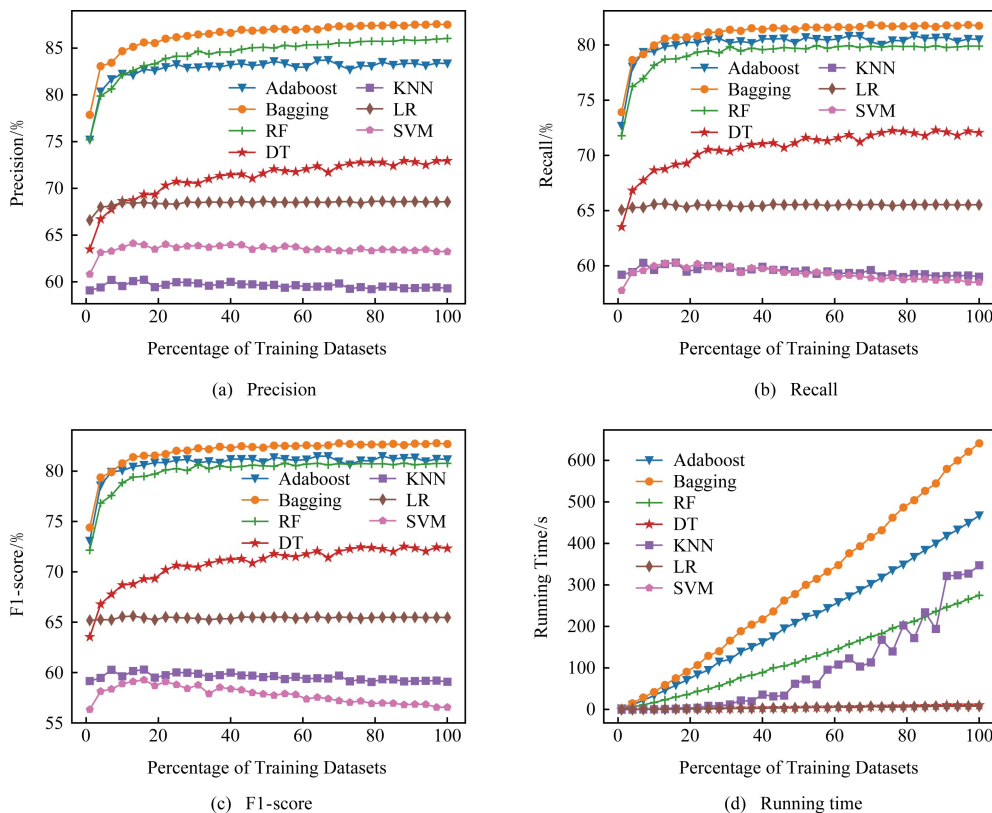 85
80
75
70
65
60
Precision/%
Adaboost
Bagging
RF
DT
KNN
LR
SVM
0 20 40 60 80 100
Percentage of Training Datasets
(a) Precision
80
75
70
65
60
Recall/%
Adaboost
Bagging
RF
DT
KNN
LR
SVM
0 20 40 60 80 100
Percentage of Training Datasets
(b) Recall
80
75
70
65
60
55
F1-score/%
Adaboost
Bagging
RF
DT
KNN
LR
SVM
0 20 40 60 80 100
Percentage of Training Datasets
(c) F1-score
600
500
400
300
200
100
0
Running Time/s
Adaboost
Bagging
RF
DT
KNN
LR
SVM
0 20 40 60 80 100
Percentage of Training Datasets
(d) Running time